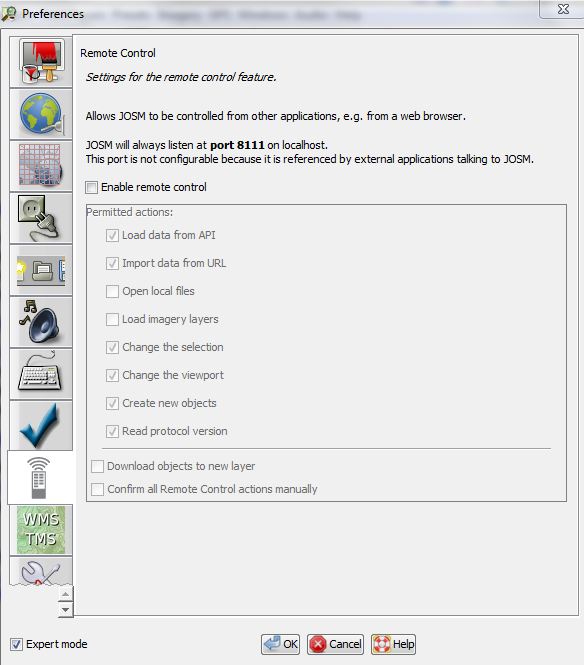 Preferences
Remote Control
Settings for the remote control feature.
Allows JOSM to be controlled from other applications, e.g. from a web browser.
JOSM will always listen at port 8111 on localhost.
This port is not configurable because it is referenced by external applications talking to JOSM.
Enable remote control
Permitted actions:
Load data from API
Import data from URL
Open local files
Load imagery layers
Change the selection
Change the viewport
Create new objects
Read protocol version
Download objects to new layer
Confirm all Remote Control actions manually
WMS
TMS
Expert mode
OK
Cancel
Help